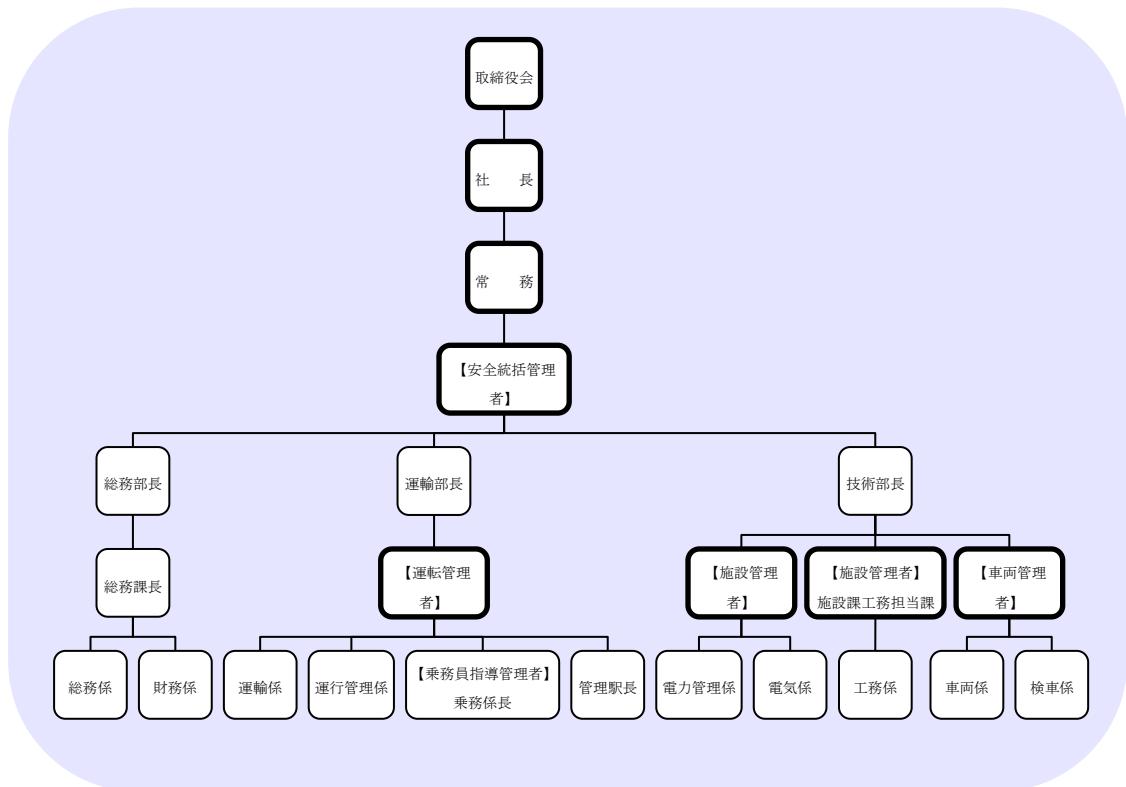 取締役会
社　　長
常　　務
【安全統括管理
者】
総務部長
運輸部長
技術部長
総務課長
【運転管理
者】
【施設管理
者】
【施設管理者】
施設課工務担当課
【車両管理
者】
総務係
財務係
運輸係
運行管理係
【乗務員指導管理者】
乗務係長
管理駅長
電力管理係
電気係
工務係
車両係
検車係